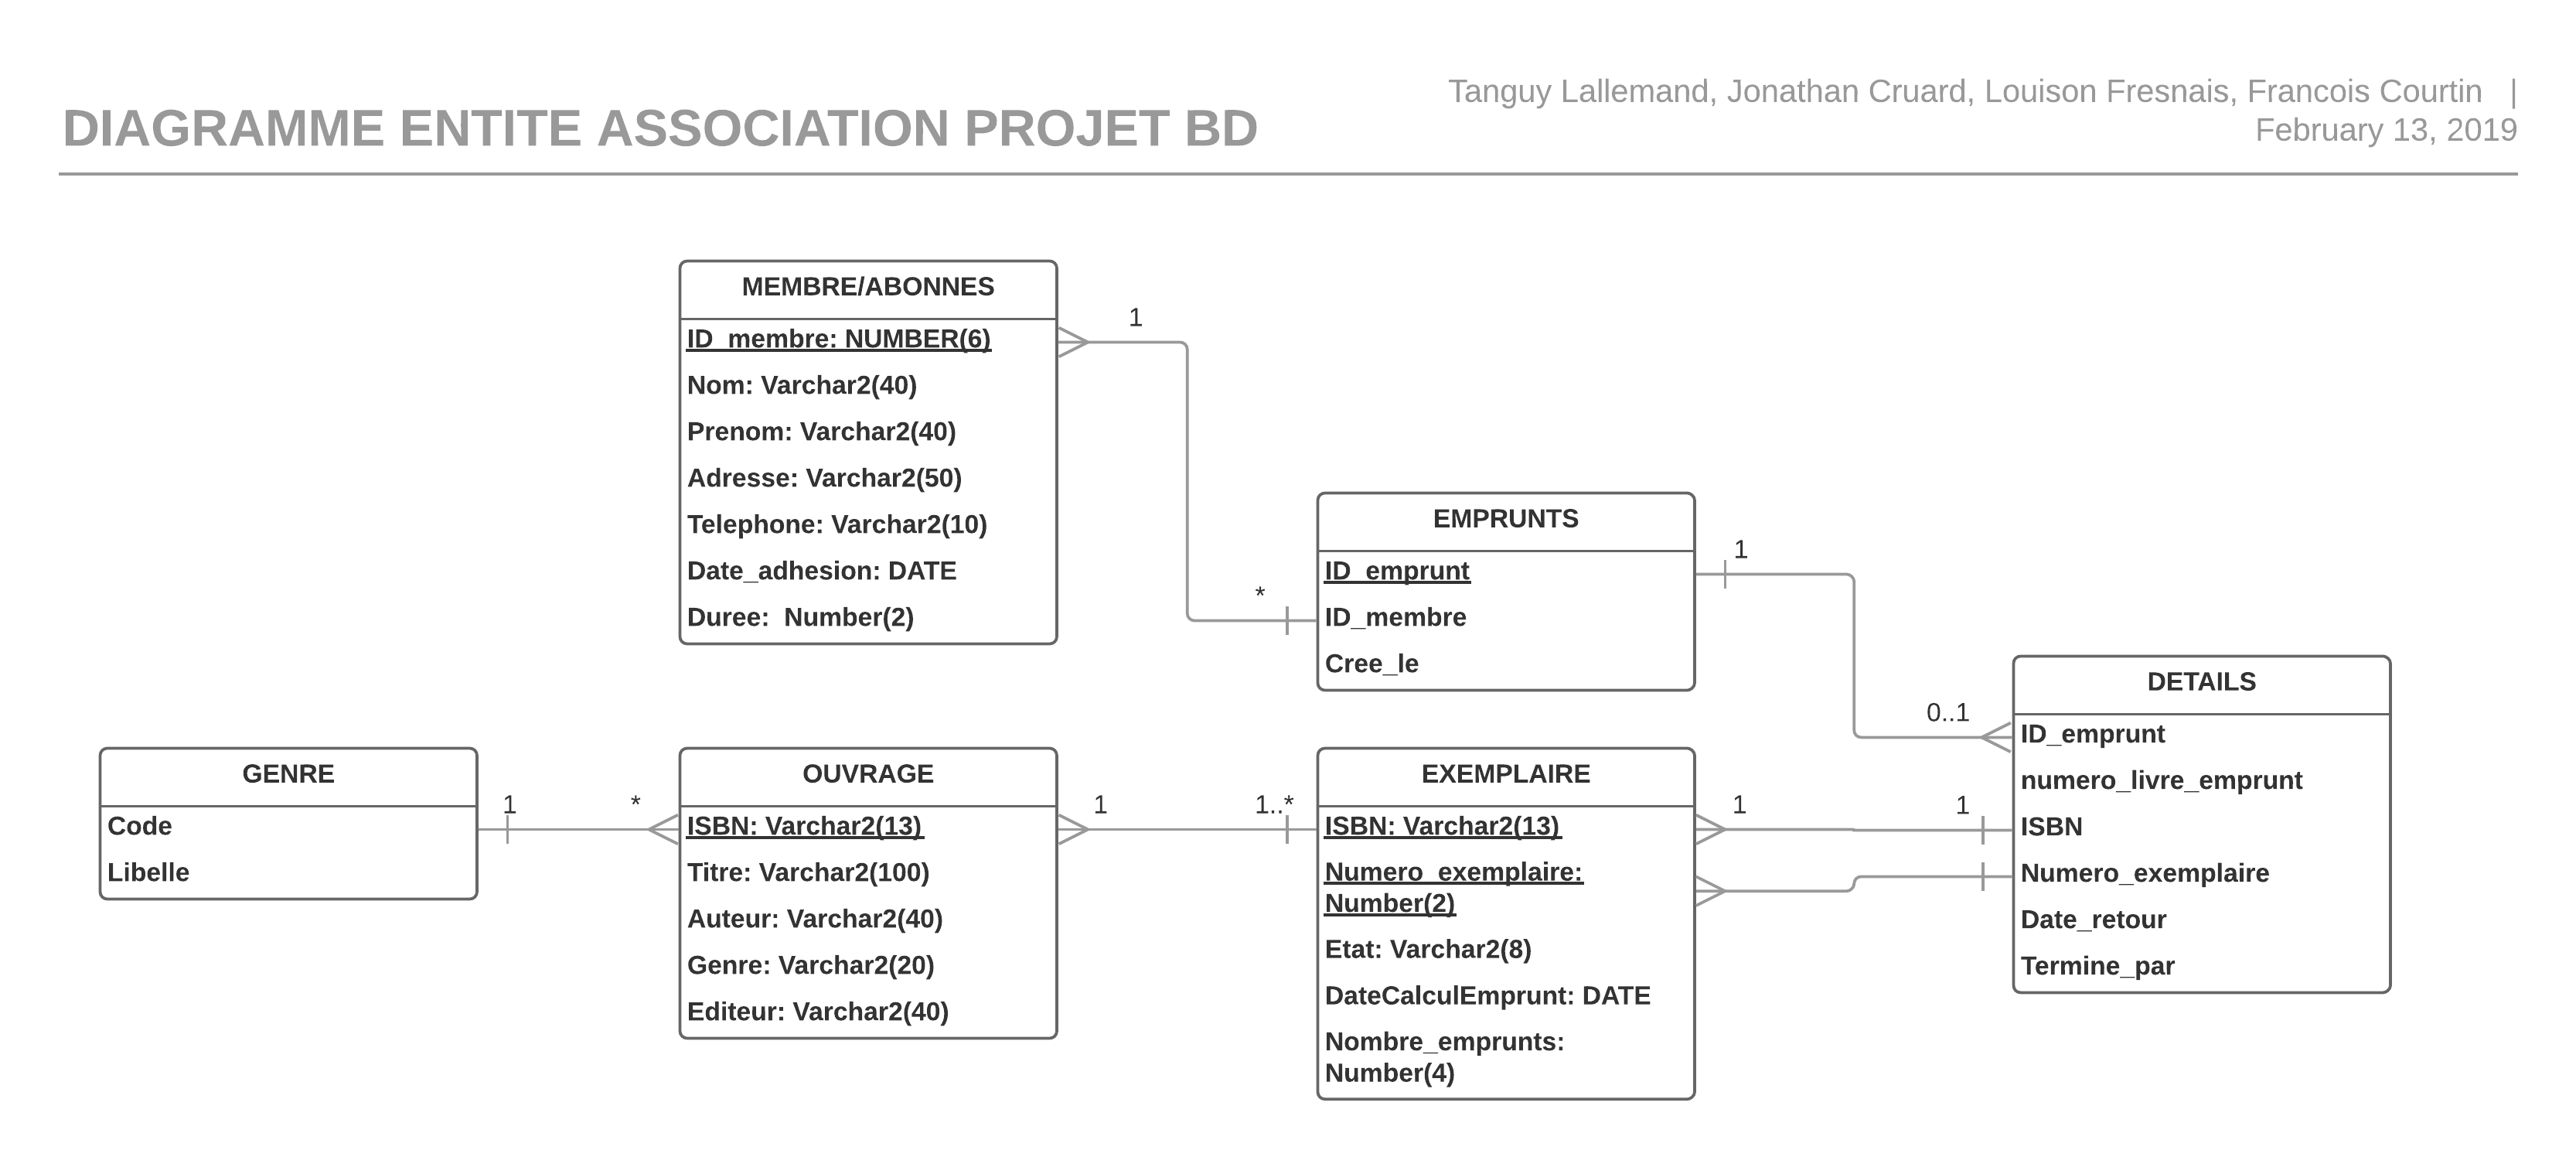 DIAGRAMME ENTITE ASSOCIATION PROJET BD
Tanguy Lallemand, Jonathan Cruard, Louison Fresnais, Francois Courtin |
February 13, 2019
MEMBRE/ABONNES
ID_membre: NUMBER(6)
Nom: Varchar2(40)
Prenom: Varchar2(40)
Adresse: Varchar2(50)
Telephone: Varchar2(10)
Date_adhesion: DATE
Duree:  Number(2)
1
*
EMPRUNTS
ID_emprunt
ID_membre
Cree_le
1
0..1
GENRE
Code
Libelle
1
*
OUVRAGE
ISBN: Varchar2(13)
Titre: Varchar2(100)
Auteur: Varchar2(40)
Genre: Varchar2(20)
Editeur: Varchar2(40)
1
1..*
EXEMPLAIRE
ISBN: Varchar2(13)
Numero_exemplaire:
Number(2)
Etat: Varchar2(8)
DateCalculEmprunt: DATE
Nombre_emprunts:
Number(4)
1
1
DETAILS
ID_emprunt
numero_livre_emprunt
ISBN
Numero_exemplaire
Date_retour
Termine_par